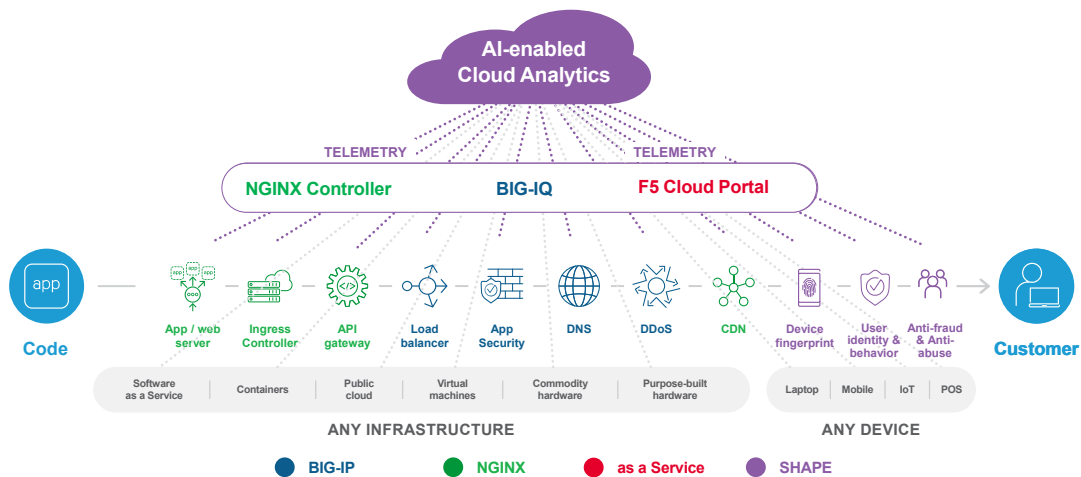 AI-enabled
Cloud Analytics
TELEMETRY
TELEMETRY
NGINX Controller
BIG-IQ
F5 Cloud Portal
app
app
app
app
Code
App / web
server
Ingress
Controller
API
gateway
Load
balancer
App
Security
DNS
DDoS
CDN
Device
fingerprint
User
identity &
behavior
Anti-fraud
& Anti-
abuse
Customer
Software
as a Service
Containers
Public
cloud
Virtual
machines
Commodity
hardware
Purpose-built
hardware
Laptop
Mobile
IoT
POS
ANY INFRASTRUCTURE
ANY DEVICE
BIG-IP
NGINX
as a Service
SHAPE